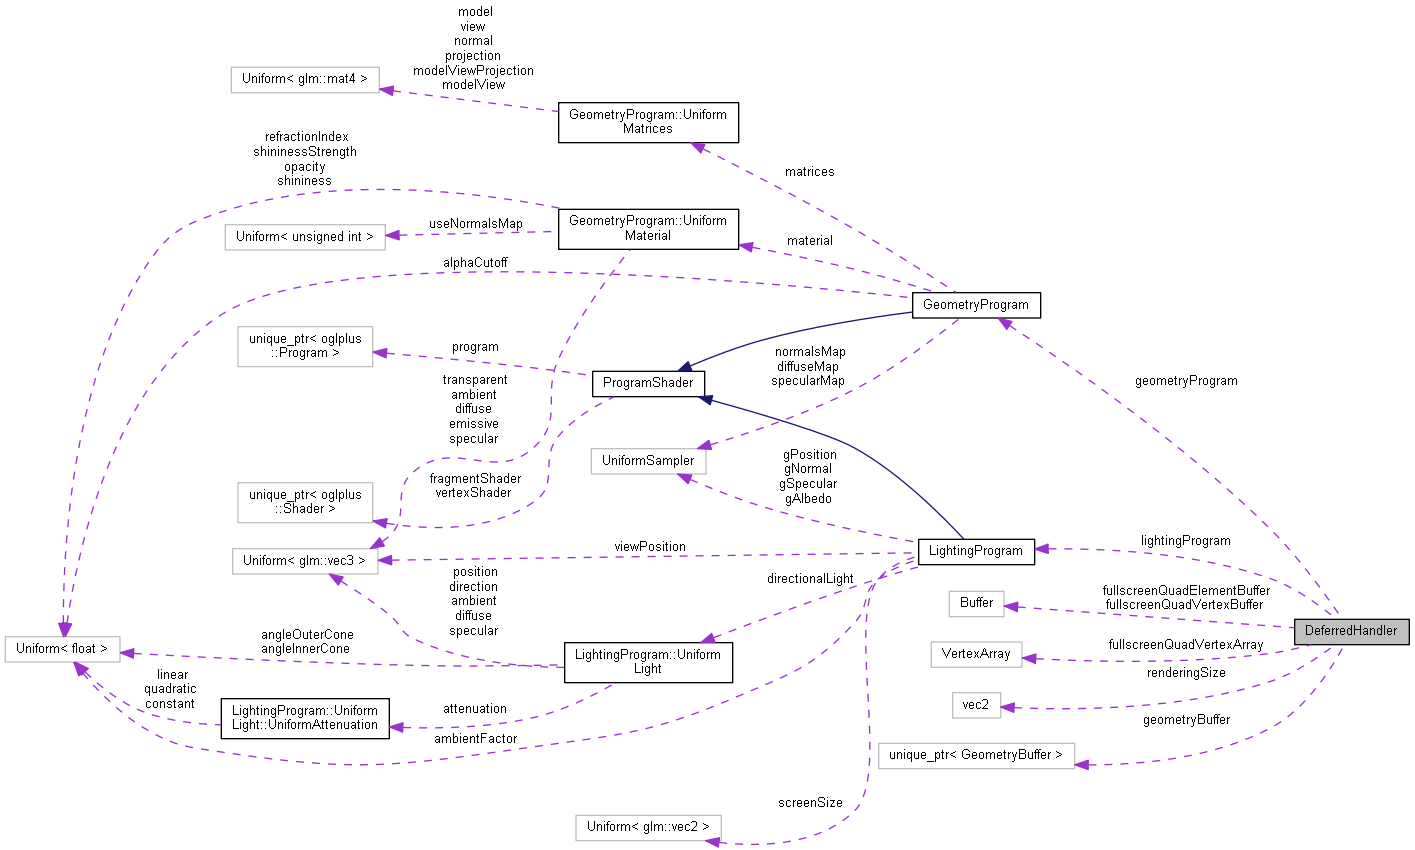 model
view
normal
projection
modelViewProjection
modelView
Uniform< glm::mat4 >
GeometryProgram::Uniform
Matrices
refractionIndex
shininessStrength
opacity
shininess
matrices
GeometryProgram::Uniform
Material
useNormalsMap
Uniform< unsigned int >
material
alphaCutoff
GeometryProgram
unique_ptr< oglplus
::Program >
program
normalsMap
diffuseMap
specularMap
ProgramShader
geometryProgram
transparent
ambient
diffuse
emissive
specular
UniformSampler
gPosition
gNormal
gSpecular
gAlbedo
fragmentShader
vertexShader
unique_ptr< oglplus
::Shader >
viewPosition
LightingProgram
lightingProgram
Uniform< glm::vec3 >
position
direction
ambient
diffuse
specular
directionalLight
fullscreenQuadElementBuffer
fullscreenQuadVertexBuffer
Buffer
DeferredHandler
Uniform< float >
angleOuterCone
angleInnerCone
LightingProgram::Uniform
Light
VertexArray
fullscreenQuadVertexArray
renderingSize
linear
quadratic
constant
LightingProgram::Uniform
Light::UniformAttenuation
attenuation
vec2
geometryBuffer
ambientFactor
unique_ptr< GeometryBuffer >
screenSize
Uniform< glm::vec2 >